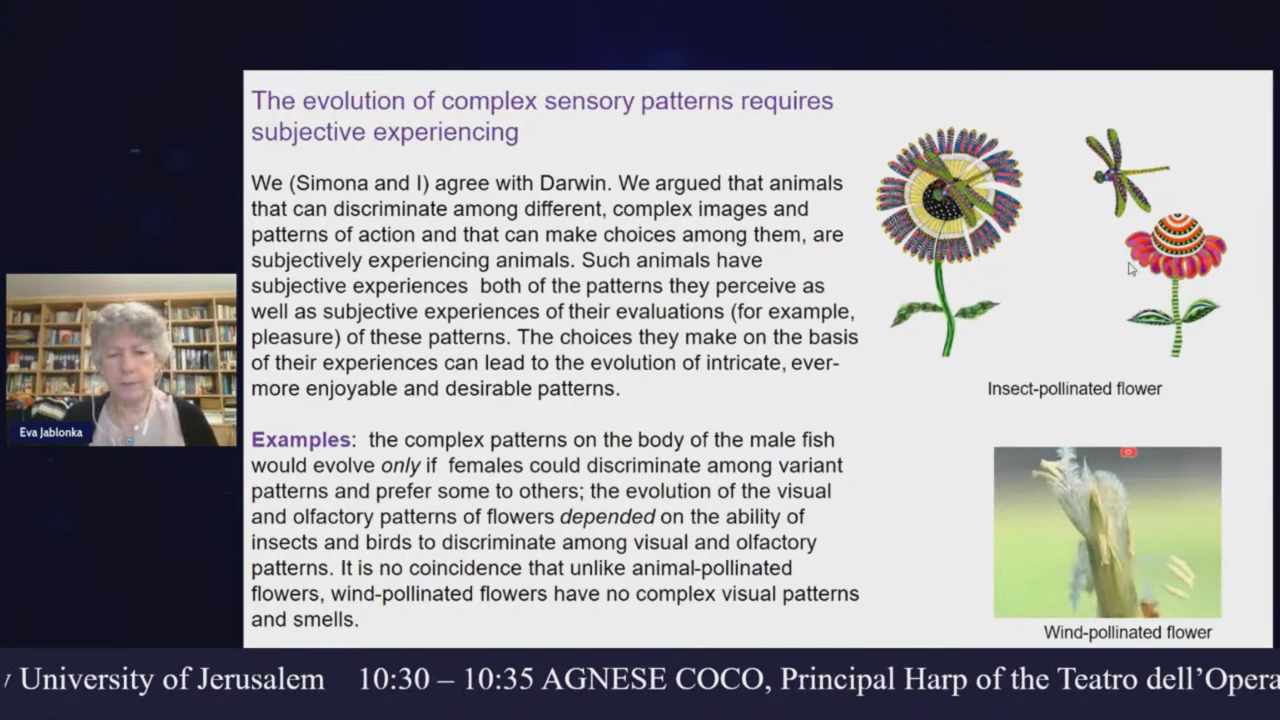 The evolution of complex sensory patterns requires
subjective experiencing
We (Simona and I) agree with Darwin. We argued that animals
that can discriminate among different, complex images and
patterns of action and that can make choices among them, are
subjectively experiencing animals. Such animals have
subjective experiences both of the patterns they perceive as
well as subjective experiences of their evaluations (for example,
pleasure) of these patterns. The choices they make on the basis
of their experiences can lead to the evolution of intricate, ever-
more enjoyable and desirable patterns.
Examples: the complex patterns on the body of the male fish
would evolve only if females could discriminate among variant
patterns and prefer some to others; the evolution of the visual
and olfactory patterns of flowers depended on the ability of
insects and birds to discriminate among visual and olfactory
patterns. It is no coincidence that unlike animal-pollinated
flowers, wind-pollinated flowers have no complex visual patterns
and smells.
Insect-pollinated flower
Wind-pollinated flower
Eva Jablonka
y University of Jerusalem 10:30 – 10:35 AGNESE COCO, Principal Harp of the Teatro dell’Opera